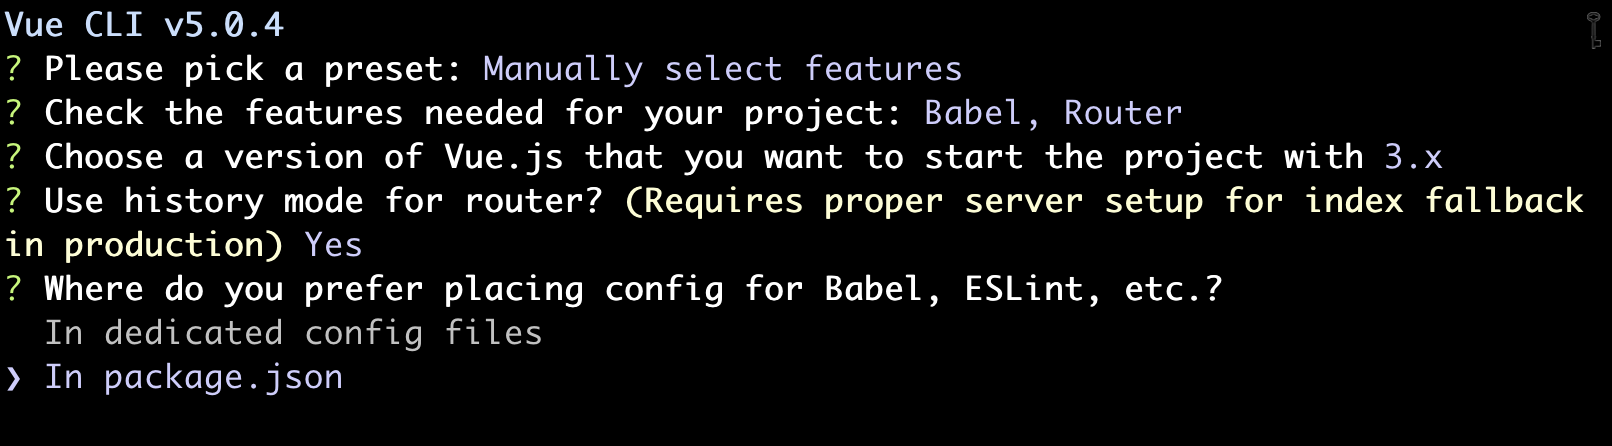 Vue CLI v5.0.4
? Please pick a preset: Manually select features
? Check the features needed for your project: Babel, Router
? Choose a version of Vue.js that you want to start the project with 3.x
? Use history mode for router? (Requires proper server setup for index fallback
in production) Yes
? Where do you prefer placing config for Babel, ESLint, etc.?
  In dedicated config files
❯ In package.json